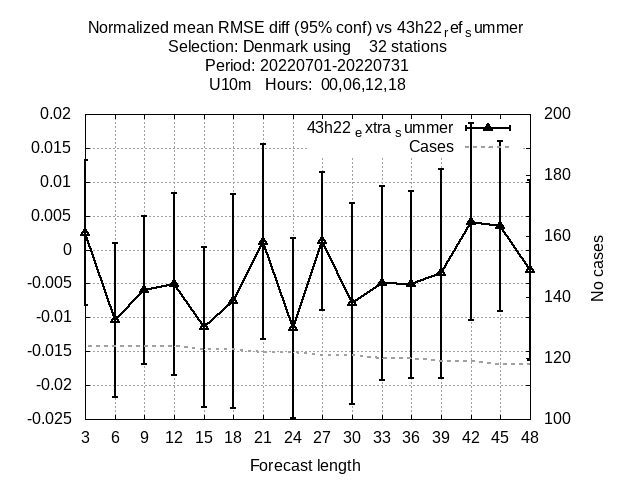 Normalized mean RMSE diff (95% conf) vs 43h22refsummer
Selection: Denmark using 32 stations
Period: 20220701-20220731
U10m Hours: 00,06,12,18
0.02
0.015
0.01
0.005
0
-0.005
-0.01
-0.015
-0.02
-0.025
43h22extrasummer
Cases
200
180
160
140
120
100
No cases
3 6 9 12 15 18 21 24 27 30 33 36 39 42 45 48
Forecast length